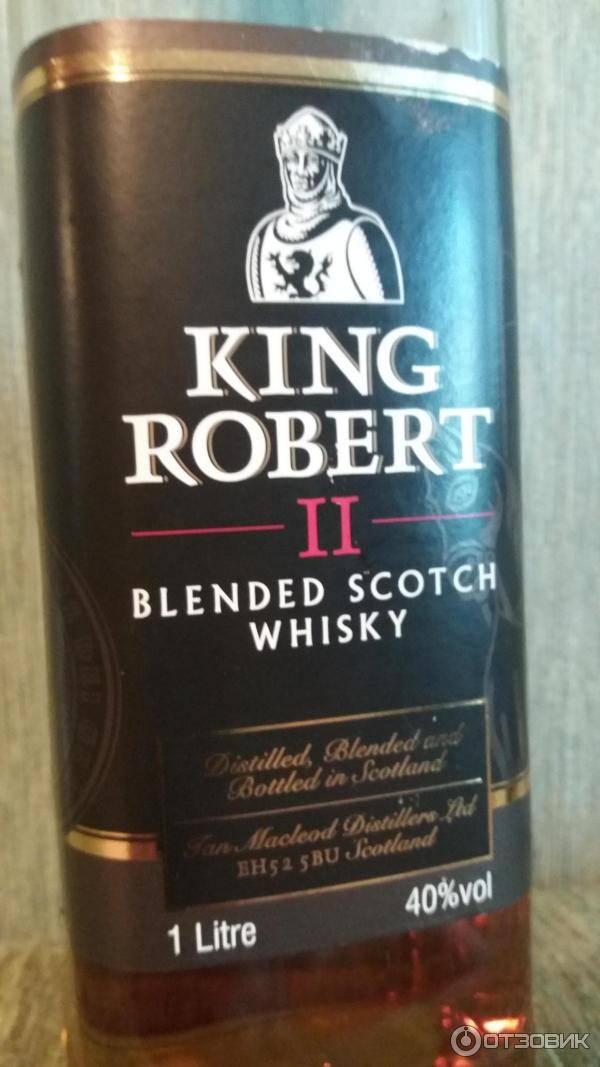 KING
ROBERT
II
BLENDED SCOTCH
WHISKY
Distilled, Blended and
Bottled in Scotland
Ian Macleod Distillers Ltd
EH52 5BU Scotland
1 Litre
40%vol
ОТЗОВИК